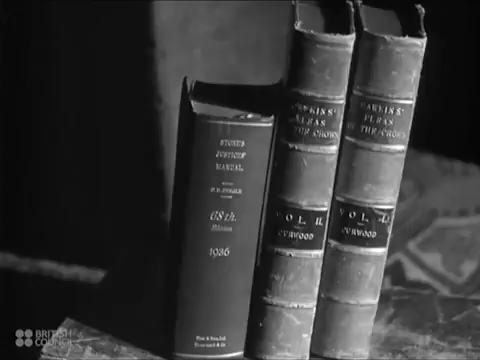 STONE'S
JUSTICES'
MANUAL
68th.
Edition
1936
HAWKINS'
PLEAS
OF THE CROWN
VOL. II.
CURWOOD
HAWKINS'
PLEAS
OF THE CROWN
VOL.
CURWOOD
BRITISH
COUNCIL